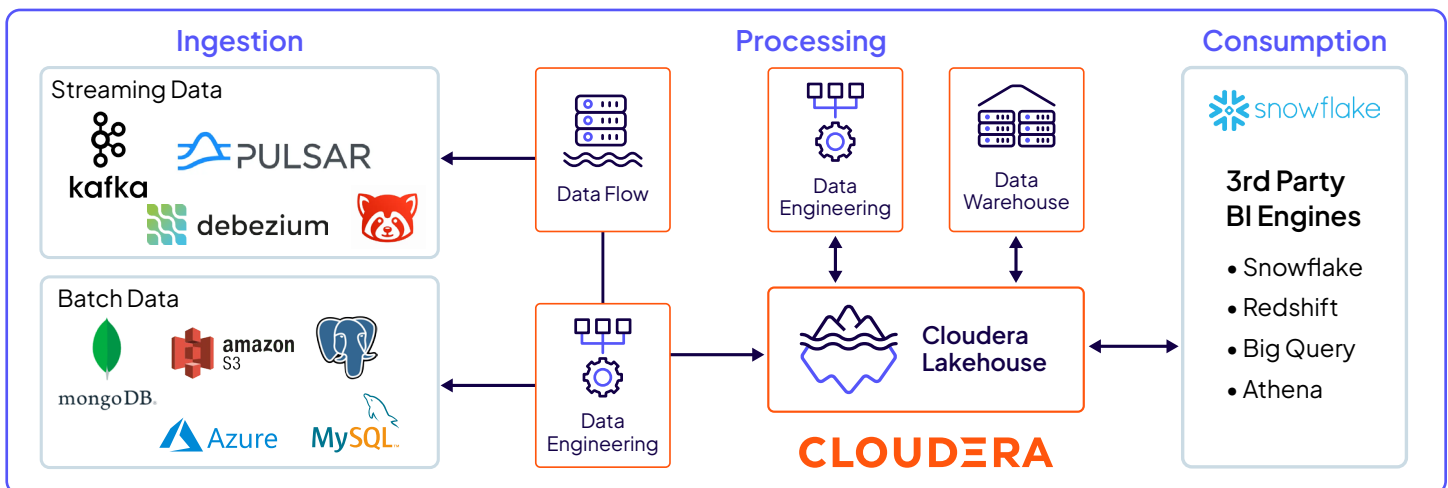 Ingestion
Processing
Consumption
Streaming Data
kafka
PULSAR
debezium
Data Flow
Data
Engineering
Data
Warehouse
snowflake
3rd Party
BI Engines
• Snowflake
• Redshift
• Big Query
• Athena
Batch Data
mongoDB®
amazon
S3
Azure
MySQL™
Data
Engineering
Cloudera
Lakehouse
CLOUDERA